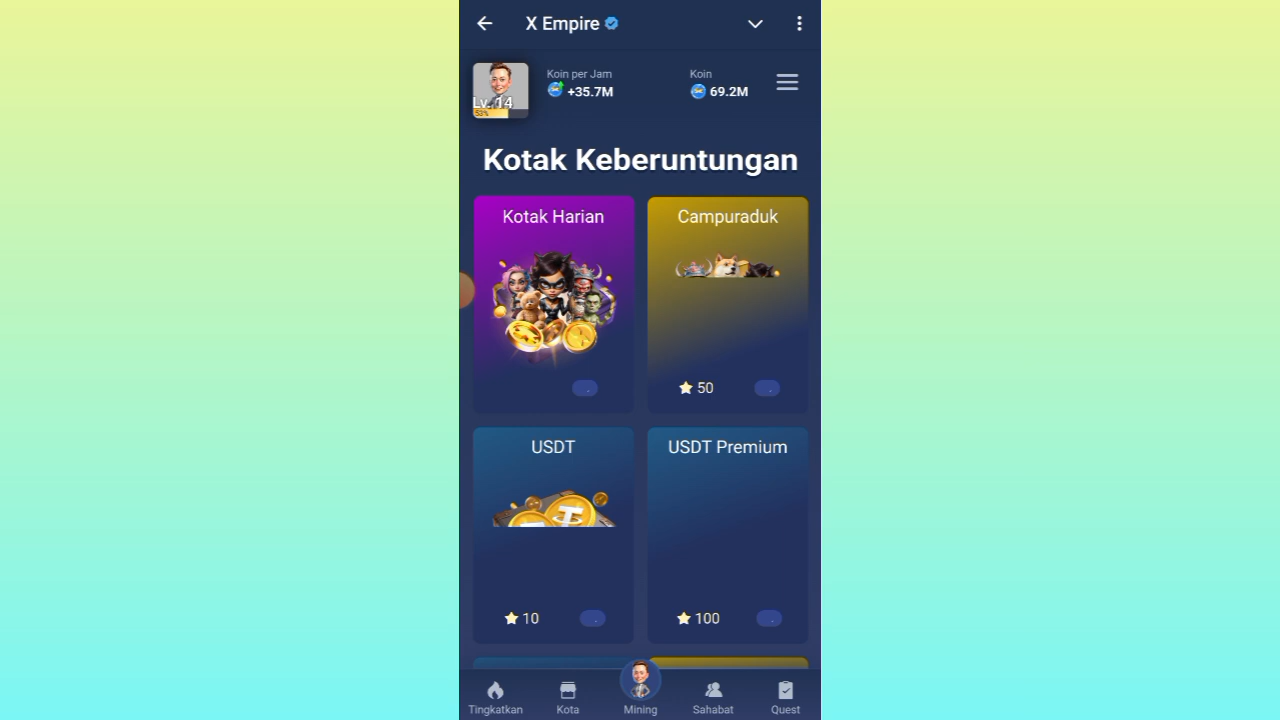 X Empire
Koin per Jam
+35.7M
Koin
69.2M
Lv. 14
53%
Kotak Keberuntungan
Kotak Harian
Campuraduk
50
USDT
USDT Premium
10
100
Tingkatkan
Kota
Mining
Sahabat
Quest